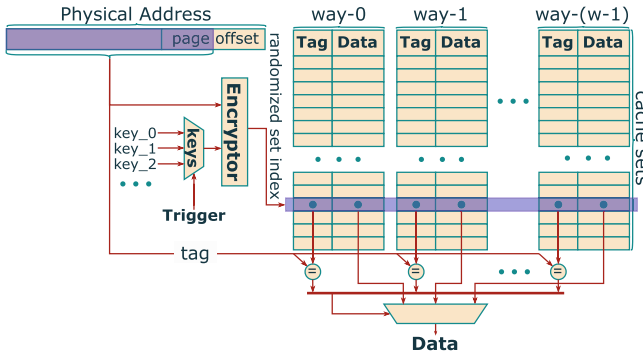 Physical Address
page offset
way-0
way-1
way-(w-1)
Tag Data
Tag Data
Tag Data
randomized set index
Encryptor
keys
key_0
key_1
key_2
Trigger
cache sets
tag
=
=
=
Data